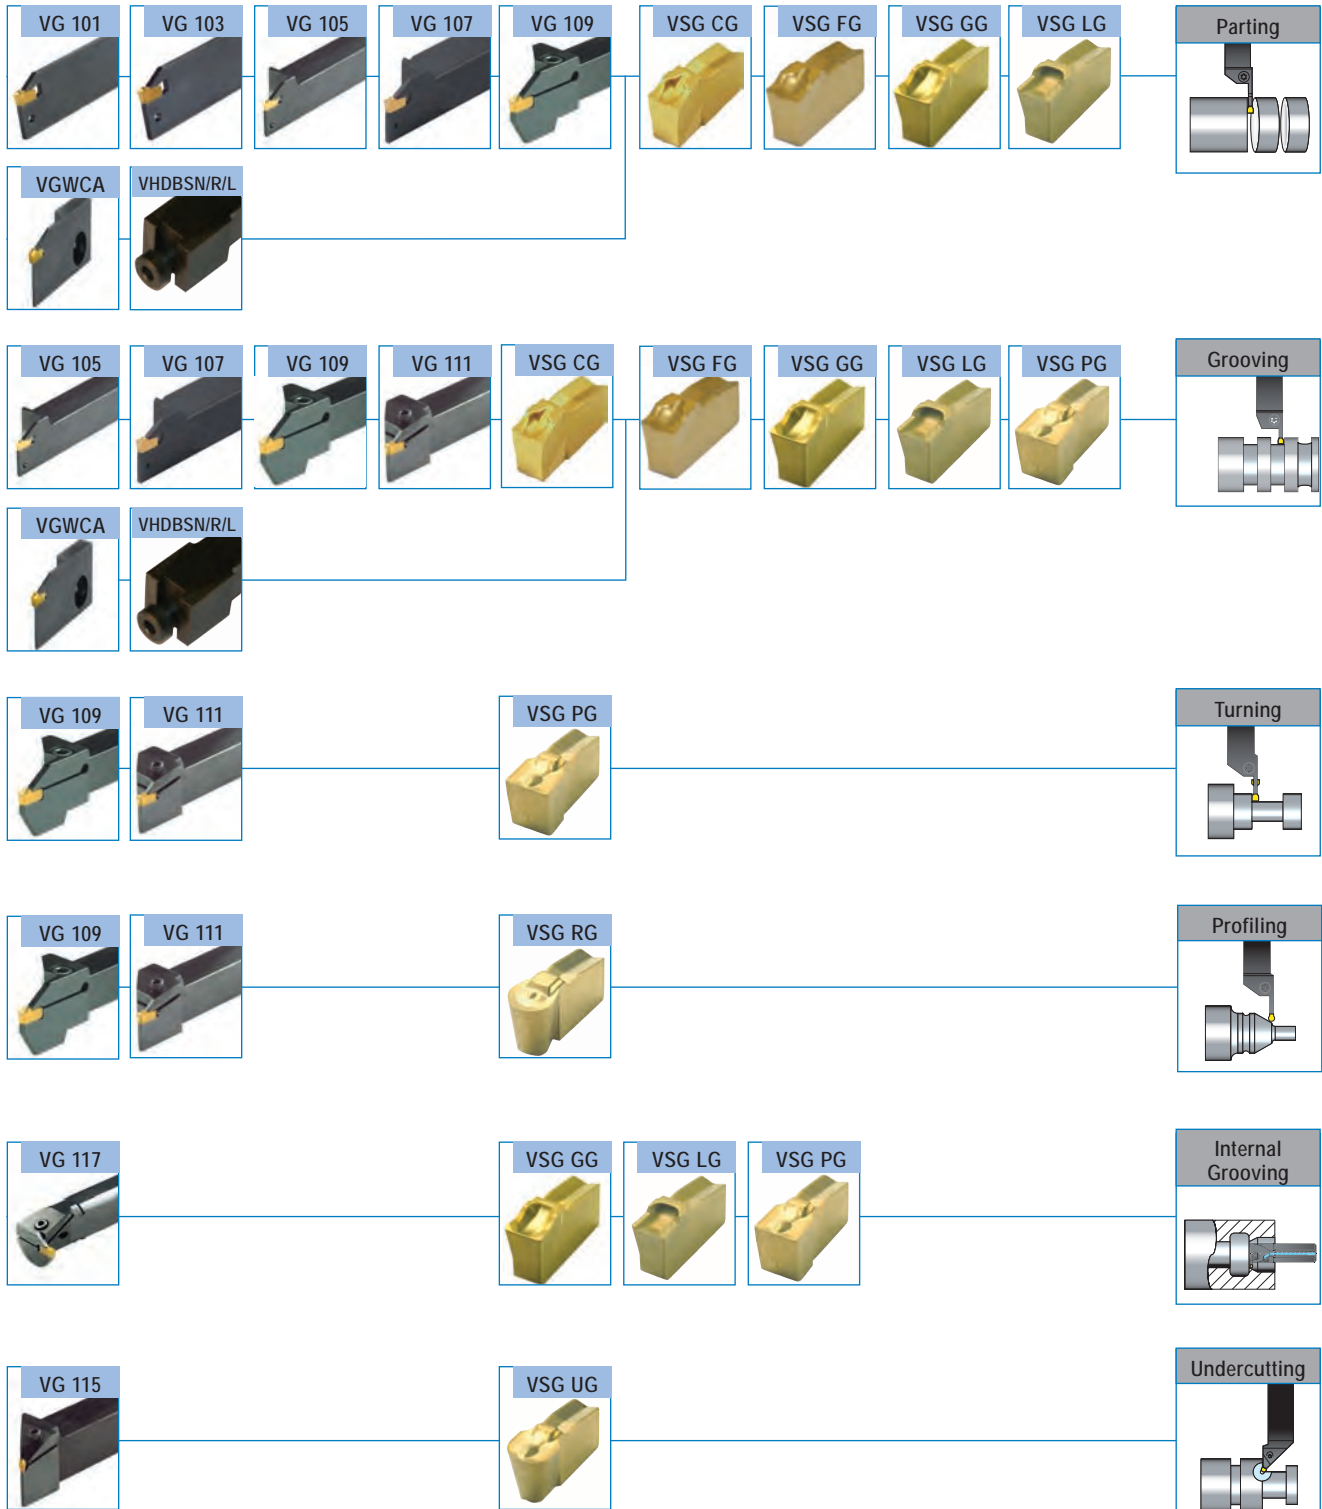 VG 101
VG 103
VG 105
VG 107
VG 109
VSG CG
VSG FG
VSG GG
VSG LG
Parting
VGWCA
VHDBSN/R/L
VG 105
VG 107
VG 109
VG 111
VSG CG
VSG FG
VSG GG
VSG LG
VSG PG
Grooving
VGWCA
VHDBSN/R/L
VG 109
VG 111
VSG PG
Turning
VG 109
VG 111
VSG RG
Profiling
VG 117
VSG GG
VSG LG
VSG PG
Internal
Grooving
VG 115
VSG UG
Undercutting